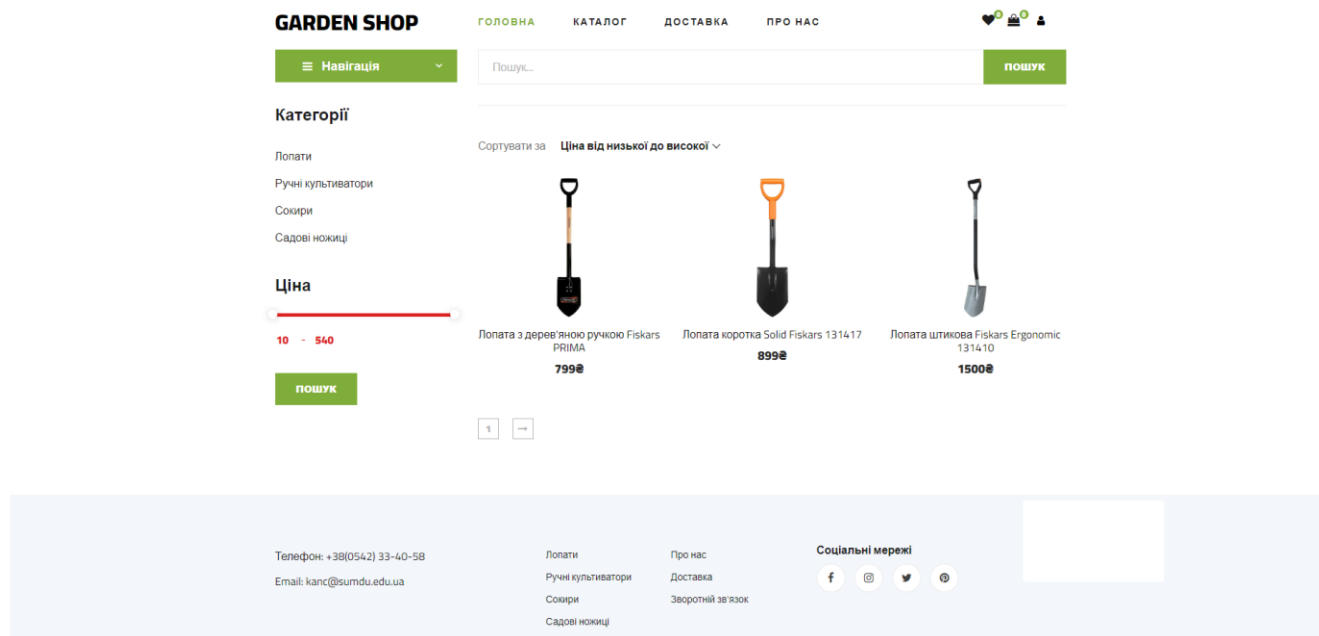 GARDEN SHOP
ГОЛОВНА КАТАЛОГ ДОСТАВКА ПРО НАС
0 0
Навігація
Пошук...
ПОШУК
Категорії
Лопати
Ручні культиватори
Сокири
Садові ножиці
Ціна
10 - 540
ПОШУК
Сортувати за Ціна від низької до високої
Лопата з дерев'яною ручкою Fiskars
PRIMA
799₴
Лопата коротка Solid Fiskars 131417
899₴
Лопата штикова Fiskars Ergonomic
131410
1500₴
1
Телефон: +38(0542) 33-40-58
Email: kanc@sumdu.edu.ua
Лопати
Ручні культиватори
Сокири
Садові ножиці
Про нас
Доставка
Зворотній зв'язок
Соціальні мережі